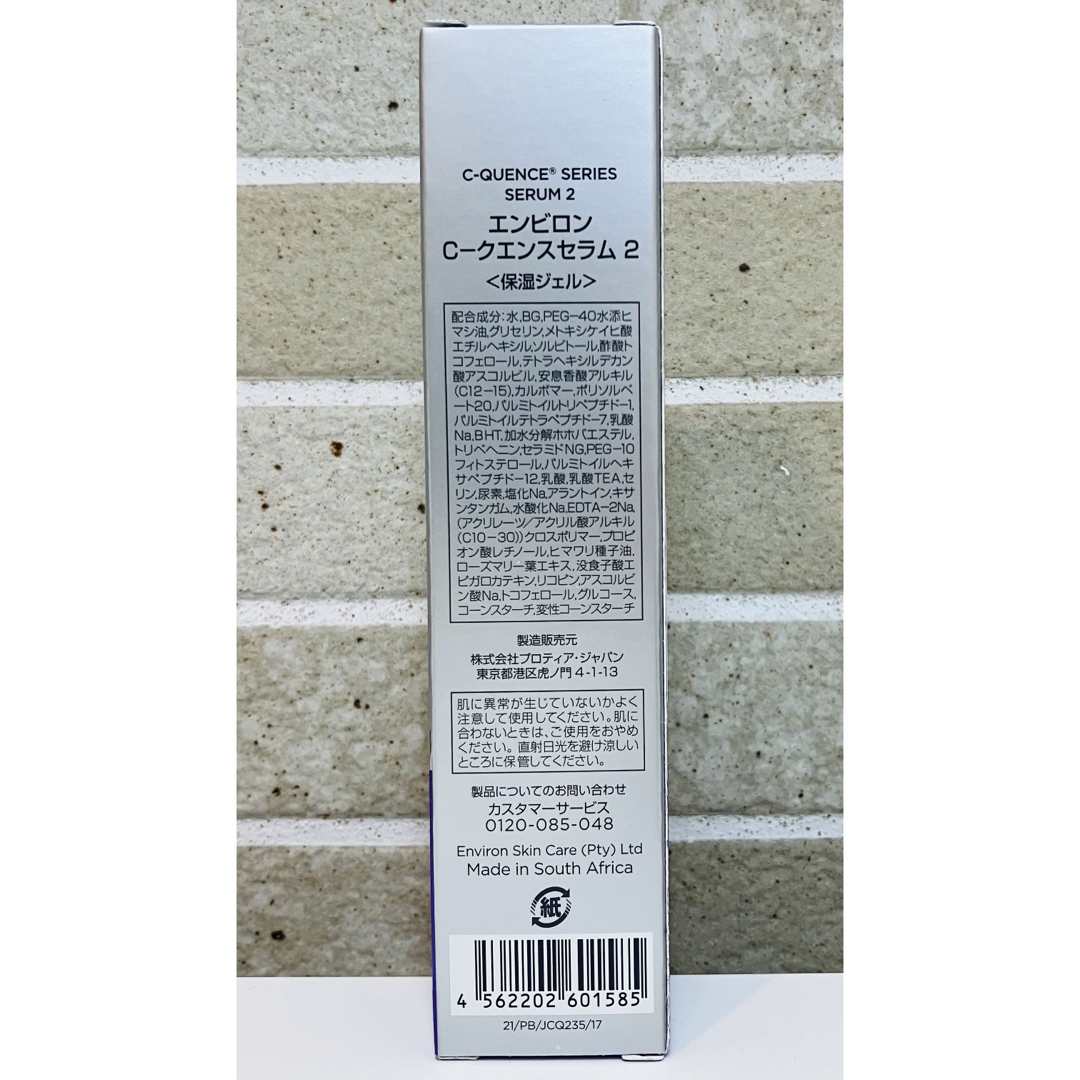 C-QUENCE® SERIES
SERUM 2
エンビロン
C−クエンスセラム 2
<保湿ジェル>
配合成分：水,BG,PEG−40水添ヒ
マシ油,グリセリン,メトキシケイヒ酸
エチルヘキシル,ソルビトール,酢酸ト
コフェロール,テトラヘキシルデカン
酸アスコルビル,安息香酸アルキル
(C12−15),カルボマー,ポリソルベ
ート20,パルミトイルトリペプチド−1,
パルミトイルテトラペプチド−7,乳酸
Na,BHT,加水分解ホホバエステル,
トリベヘニン,セラミドNG,PEG−10
フィトステロール,パルミトイルヘキ
サペプチド−12,乳酸,乳酸TEA,セ
リン,尿素,塩化Na,アラントイン,キサ
ンタンガム,水酸化Na,EDTA−2Na,
(アクリレーツ/アクリル酸アルキル
(C10−30))クロスポリマー,プロピ
オン酸レチノール,ヒマワリ種子油,
ローズマリー葉エキス,没食子酸エ
ピガロカテキン,リコピン,アスコルビ
ン酸Na,トコフェロール,グルコース,
コーンスターチ,変性コーンスターチ
製造販売元
株式会社プロティア・ジャパン
東京都港区虎ノ門 4-1-13
肌に異常が生じていないかよく
注意して使用してください。肌に
合わないときは、ご使用をおやめ
ください。直射日光を避け涼しい
ところに保管してください。
製品についてのお問い合わせ
カスタマーサービス
0120-085-048
Environ Skin Care (Pty) Ltd
Made in South Africa
紙
4 562202 601585
21/PB/JCQ235/17